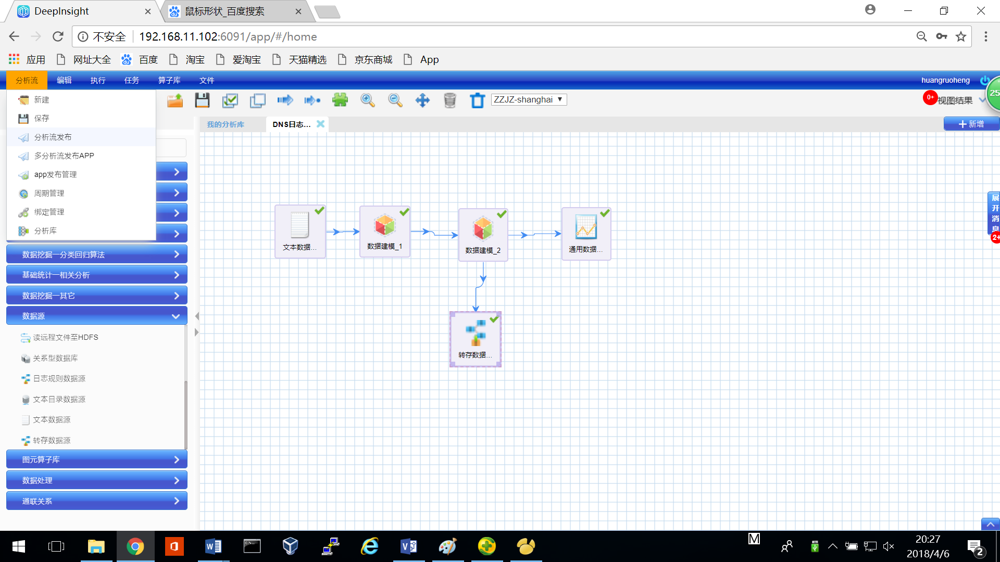 DeepInsight
鼠标形状_百度搜索
不安全
192.168.11.102:6091/app/#/home
应用
网址大全
百度
淘宝
爱淘宝
天猫精选
京东商城
App
分析流
编辑
执行
任务
算子库
文件
huangruoheng
25
新建
保存
分析流发布
多分析流发布APP
app发布管理
周期管理
绑定管理
分析库
ZZJZ-shanghai
0+
视图结果
我的分析库
DNS日志...
新增
展开消息
2+
文本数据...
数据建模_1
数据建模_2
通用数据...
转存数据...
数据挖掘—分类回归算法
基础统计—相关分析
数据挖掘—其它
数据源
读远程文件至HDFS
关系型数据库
日志规则数据源
文本目录数据源
文本数据源
转存数据源
图元算子库
数据处理
通联关系
M
20:27
2018/4/6
2